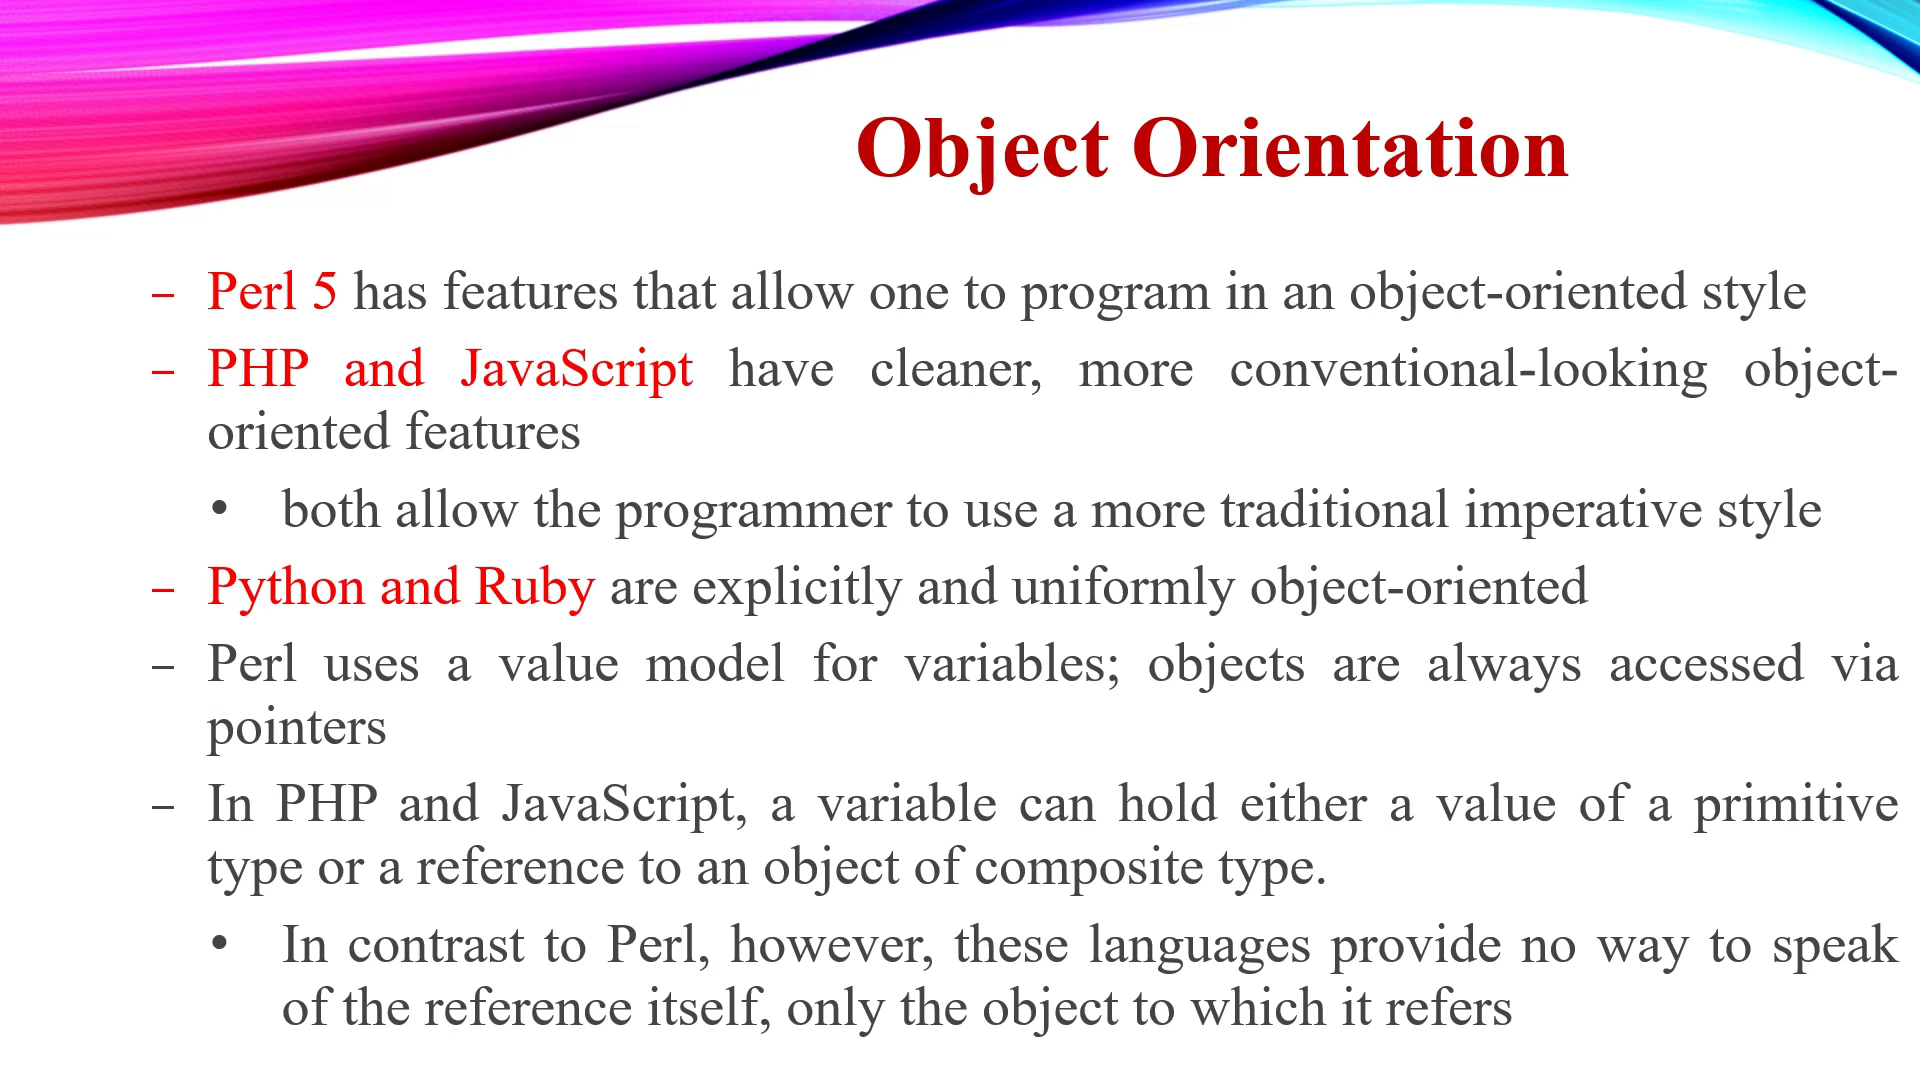 Object Orientation
– Perl 5 has features that allow one to program in an object-oriented style
– PHP and JavaScript have cleaner, more conventional-looking object-
oriented features
• both allow the programmer to use a more traditional imperative style
– Python and Ruby are explicitly and uniformly object-oriented
– Perl uses a value model for variables; objects are always accessed via
pointers
– In PHP and JavaScript, a variable can hold either a value of a primitive
type or a reference to an object of composite type.
• In contrast to Perl, however, these languages provide no way to speak
of the reference itself, only the object to which it refers